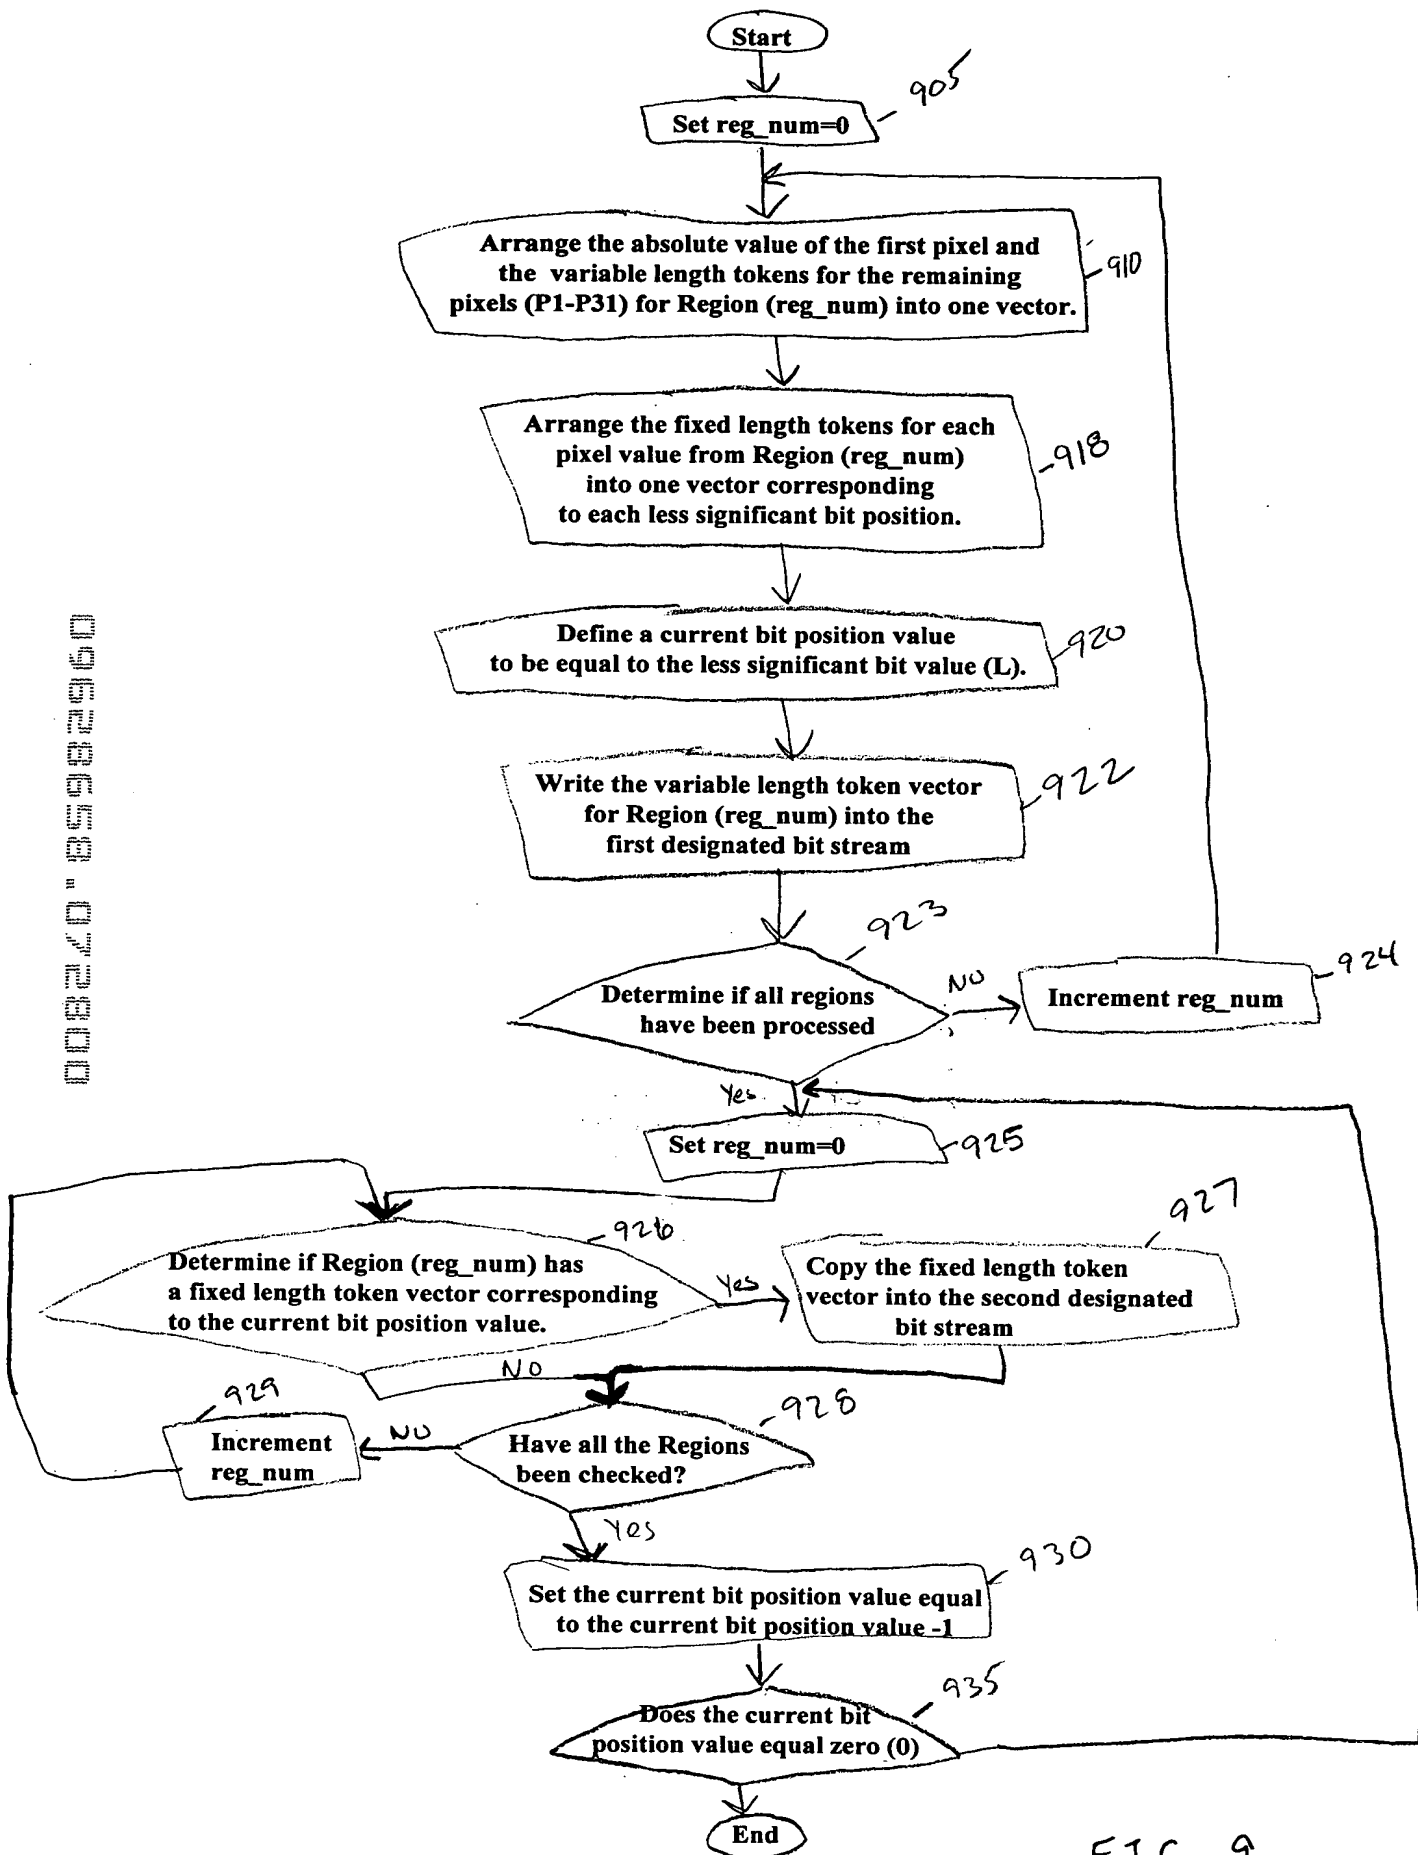 Start
905
Set reg_num=0
Arrange the absolute value of the first pixel and
the variable length tokens for the remaining
pixels (P1-P31) for Region (reg_num) into one vector.
910
Arrange the fixed length tokens for each
pixel value from Region (reg_num)
into one vector corresponding
to each less significant bit position.
918
Define a current bit position value
to be equal to the less significant bit value (L).
920
Write the variable length token vector
for Region (reg_num) into the
first designated bit stream
922
923
Determine if all regions
have been processed
NO
Increment reg_num
924
Yes
Set reg_num=0
925
926
Determine if Region (reg_num) has
a fixed length token vector corresponding
to the current bit position value.
Yes
927
Copy the fixed length token
vector into the second designated
bit stream
NO
928
Have all the Regions
been checked?
NO
929
Increment
reg_num
Yes
930
Set the current bit position value equal
to the current bit position value -1
935
Does the current bit
position value equal zero (0)
End
FIG 9
09628658.072800